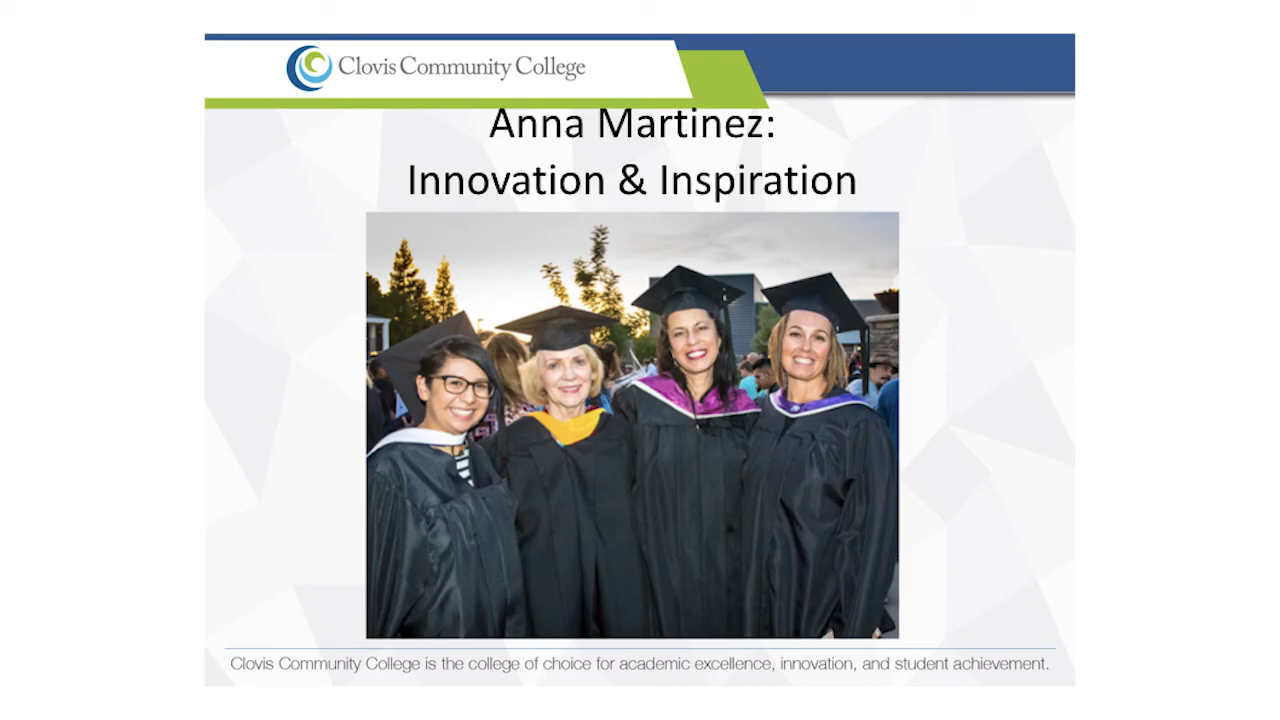 Clovis Community College
Anna Martinez:
Innovation & Inspiration
Clovis Community College is the college of choice for academic excellence, innovation, and student achievement.